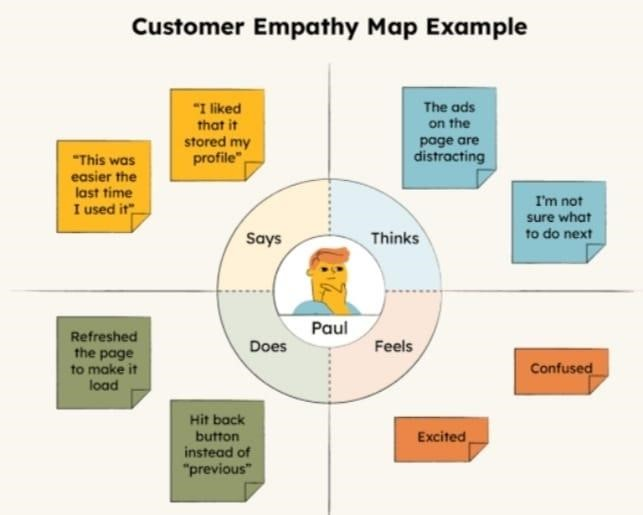 Customer Empathy Map Example
“I liked
that it
stored my
profile”
“This was
easier the
last time
I used it”
The ads
on the
page are
distracting
I’m not
sure what
to do next
Says
Thinks
Paul
Does
Feels
Refreshed
the page
to make it
load
Hit back
button
instead of
“previous”
Confused
Excited